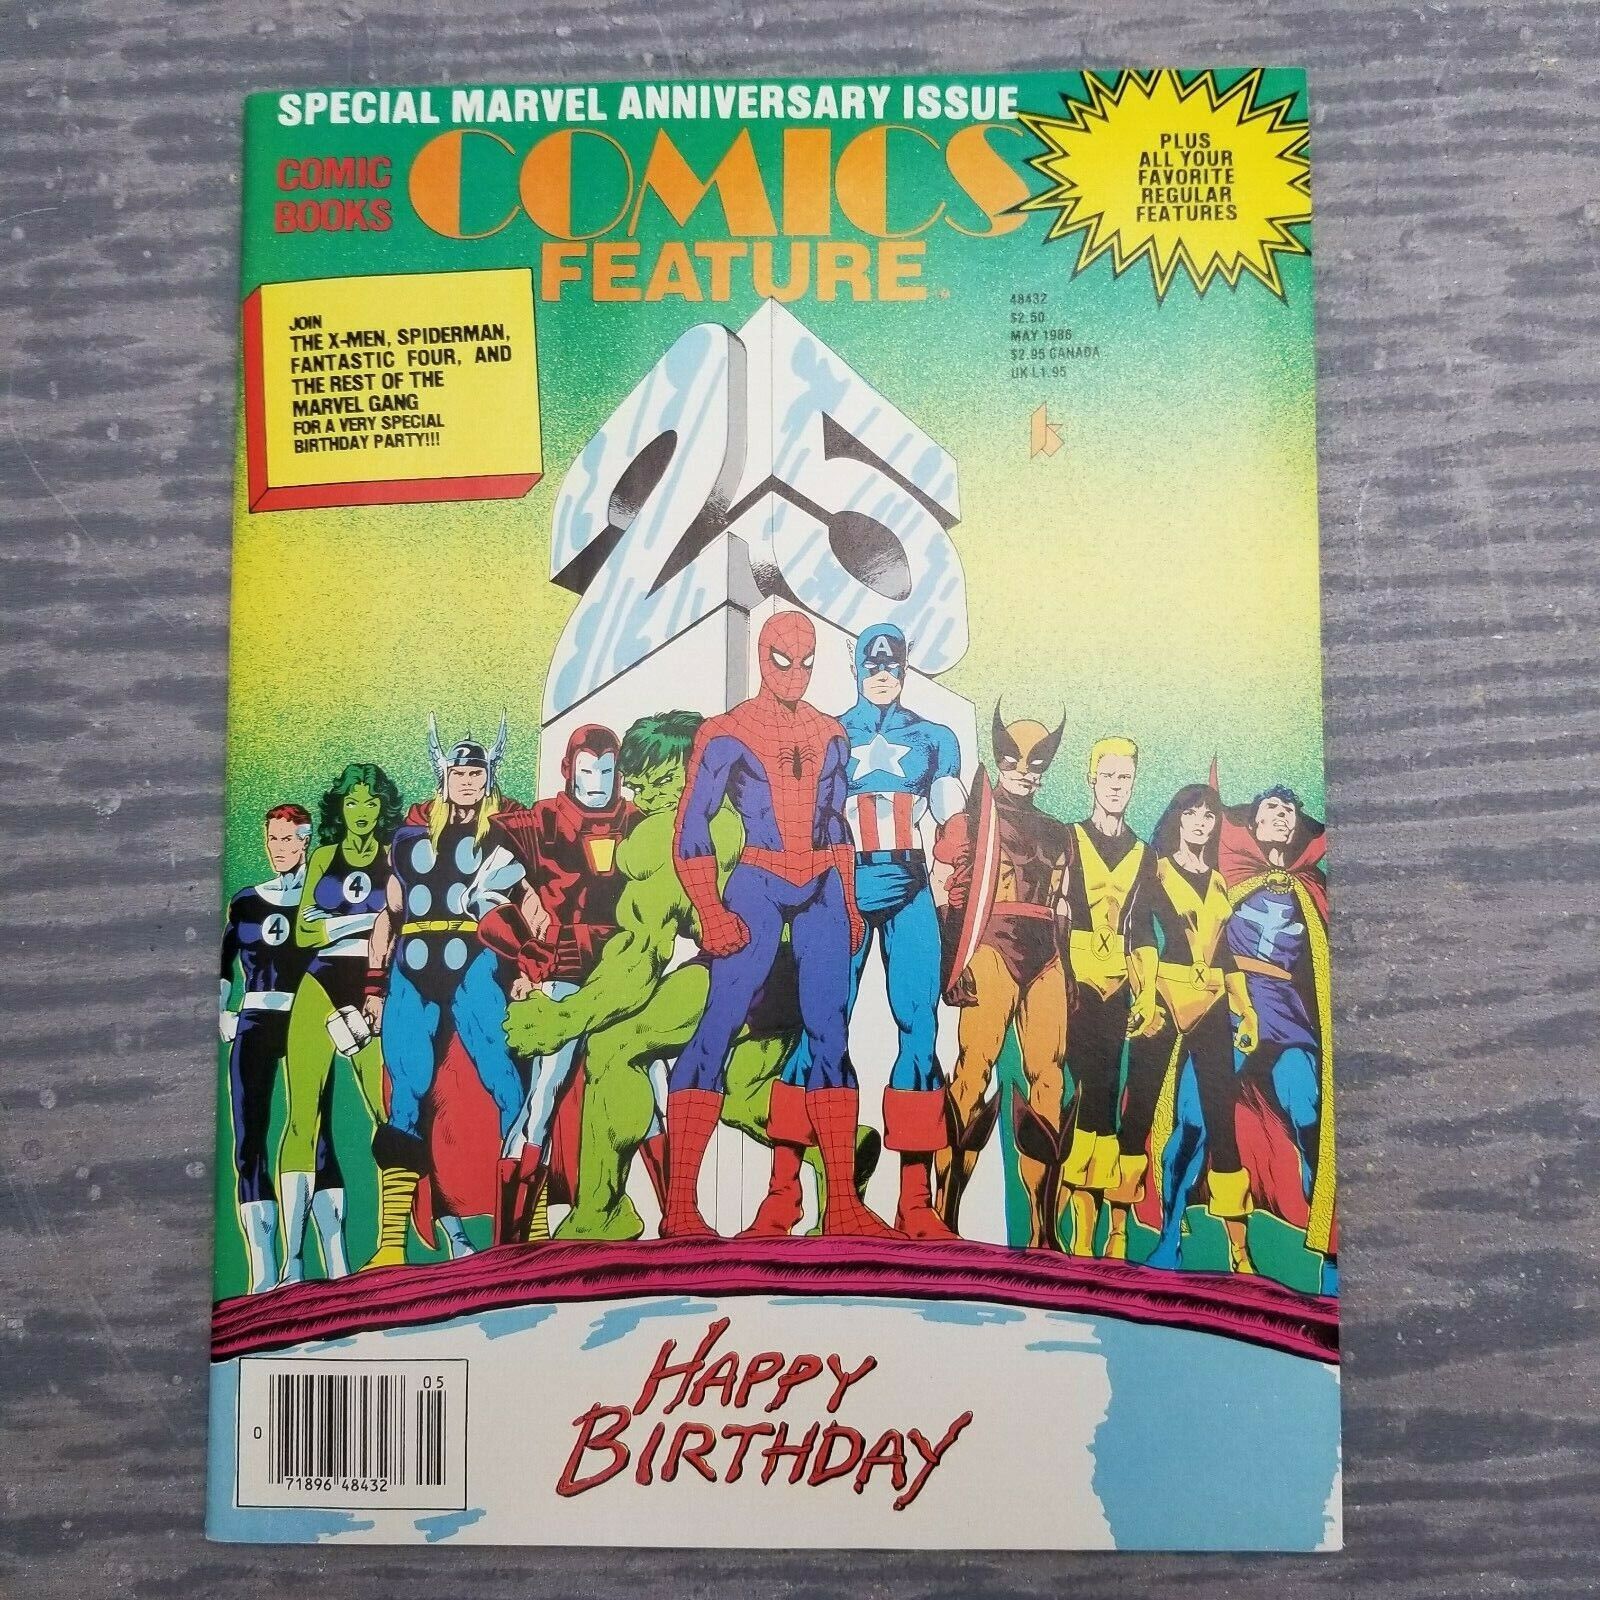 SPECIAL MARVEL ANNIVERSARY ISSUE
COMIC
BOOKS
COMICS
FEATURE
PLUS
ALL YOUR
FAVORITE
REGULAR
FEATURES
JOIN
THE X-MEN, SPIDERMAN,
FANTASTIC FOUR, AND
THE REST OF THE
MARVEL GANG
FOR A VERY SPECIAL
BIRTHDAY PARTY!!!
48432
$2.50
MAY 1986
$2.95 CANADA
UK L1.95
25
A
4
4
X
X
HAPPY
BIRTHDAY
05
0
71896 48432